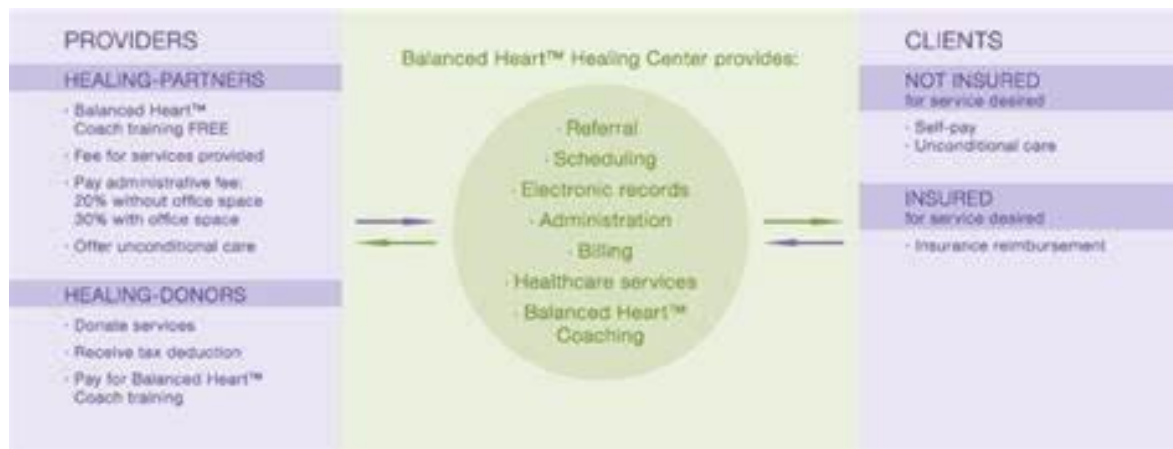 PROVIDERS
HEALING-PARTNERS
· Balanced Heart™
Coach training FREE
· Fee for services provided
· Pay administrative fee:
20% without office space
30% with office space
· Offer unconditional care
HEALING-DONORS
· Donate services
· Receive tax deduction
· Pay for Balanced Heart™
Coach training
Balanced Heart™ Healing Center provides:
· Referral
· Scheduling
· Electronic records
· Administration
· Billing
· Healthcare services
· Balanced Heart™
Coaching
CLIENTS
NOT INSURED
for service desired
· Self-pay
· Unconditional care
INSURED
for service desired
· Insurance reimbursement